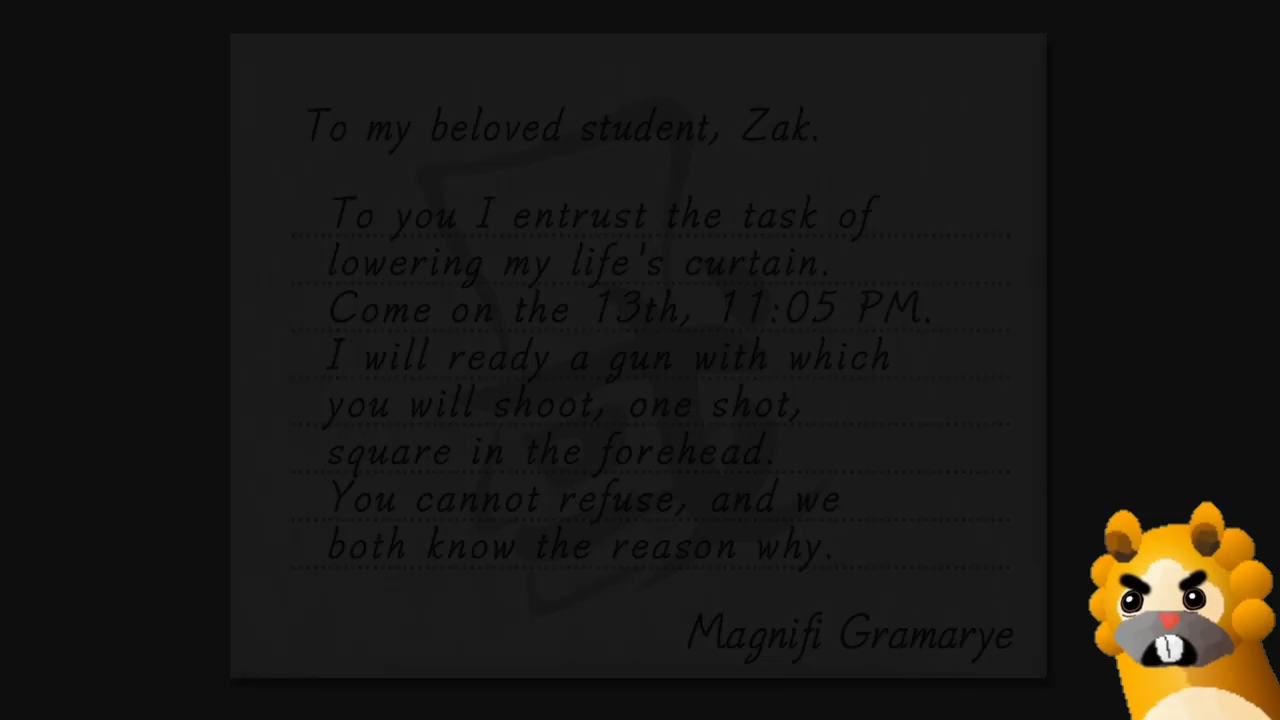 To my beloved student, Zak.
To you I entrust the task of
lowering my life's curtain.
Come on the 13th, 11:05 PM.
I will ready a gun with which
you will shoot, one shot,
square in the forehead.
You cannot refuse, and we
both know the reason why.
Magnifi Gramarye